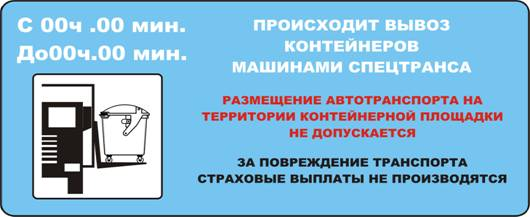 С 00ч .00 мин.
До00ч.00 мин.
ПРОИСХОДИТ ВЫВОЗ
КОНТЕЙНЕРОВ
МАШИНАМИ СПЕЦТРАНСА
РАЗМЕЩЕНИЕ АВТОТРАНСПОРТА НА
ТЕРРИТОРИИ КОНТЕЙНЕРНОЙ ПЛОЩАДКИ
НЕ ДОПУСКАЕТСЯ
ЗА ПОВРЕЖДЕНИЕ ТРАНСПОРТА
СТРАХОВЫЕ ВЫПЛАТЫ НЕ ПРОИЗВОДЯТСЯ